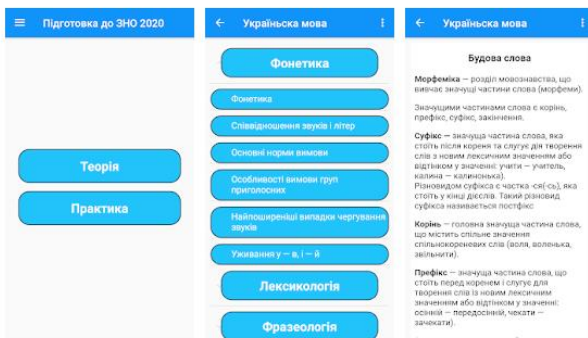 Підготовка до ЗНО 2020
Теорія
Практика
Українська мова
Фонетика
Фонетика
Співвідношення звуків і літер
Основні норми вимови
Особливості вимови груп
приголосних
Найпоширеніші випадки чергування
звуків
Уживання у — в, і — й
Лексикологія
Фразеологія
Українська мова
Будова слова
Морфеміка — розділ мовознавства, що
вивчає значущі частини слова (морфеми).
Значущими частинами слова є корінь,
префікс, суфікс, закінчення.
Суфікс — значуща частина слова, яка
стоїть після кореня та слугує для творення
слів з новим лексичним значенням або
відтінком у значенні: учити — учитель,
калина — калинонька).
Різновидом суфікса є частка -ся(-сь), яка
стоїть у кінці дієслів. Такий різновид
суфікса називається постфікс
Корінь — головна значуща частина слова,
що містить спільне значення
спільнокореневих слів (воля, воленька,
звільнити).
Префікс — значуща частина слова, що
стоїть перед коренем і слугує для
творення слів із новим лексичним
значенням або відтінком у значенні:
осінній — передосінній, чекати —
зачекати).